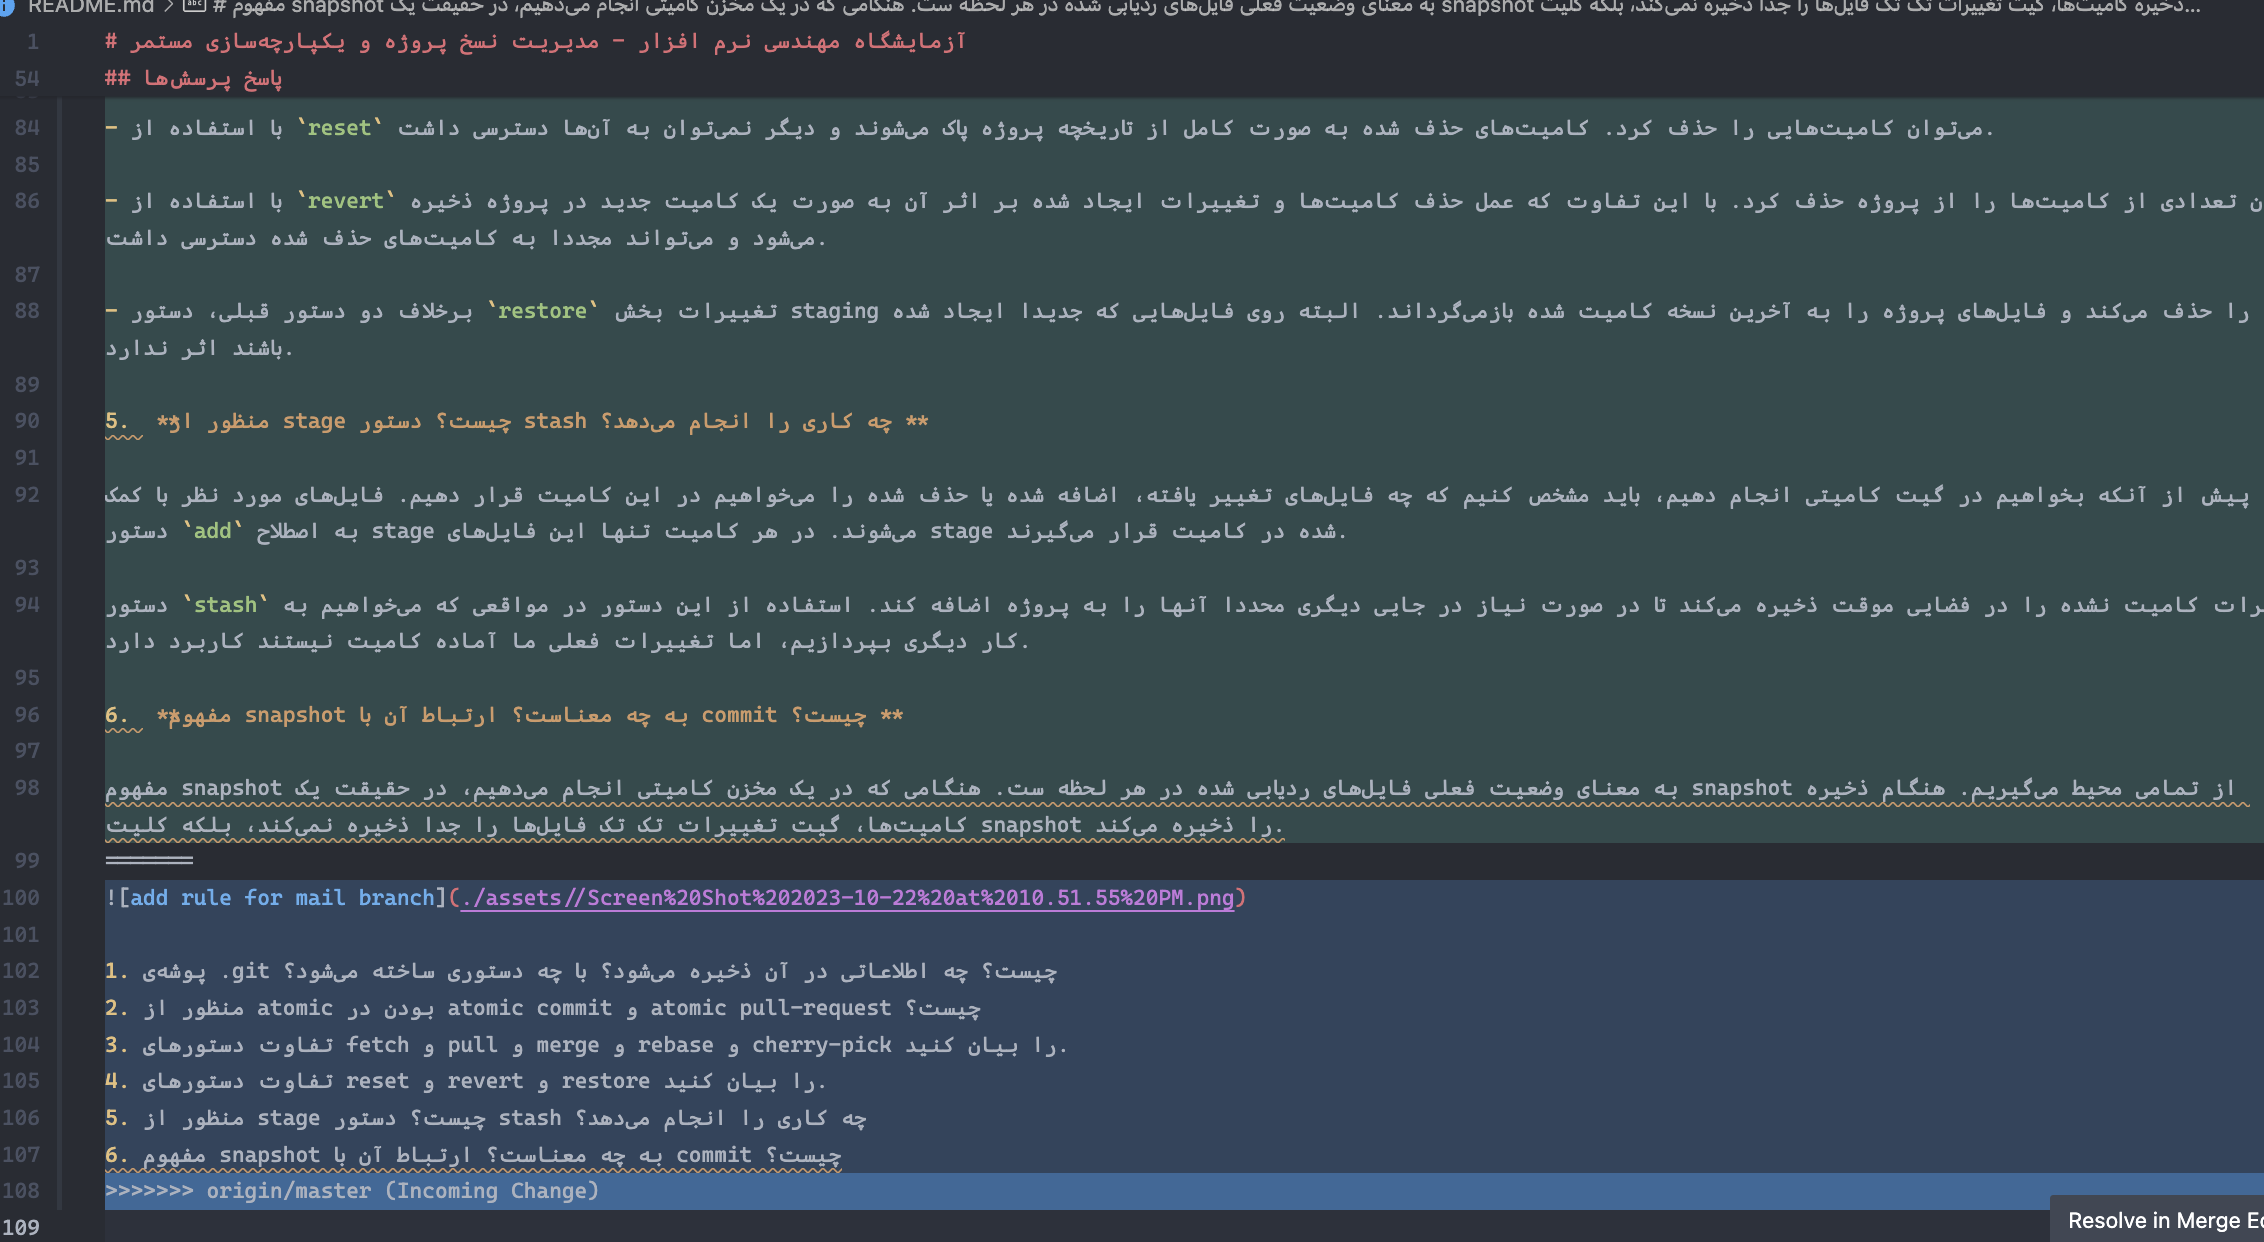 README.md > # مفهوم snapshot به معنای وضعیت فعلی فایل‌های ردیابی شده در هر لحظه ست. هنگامی که در یک مخزن کامیتی انجام می‌دهیم، در حقیقت یک snapshot ذخیره کامیت‌ها، گیت تغییرات تک تک فایل‌ها را جدا ذخیره نمی‌کند، بلکه کلیت...
1 # آزمایشگاه مهندسی نرم افزار - مدیریت نسخ پروژه و یکپارچه‌سازی مستمر
54 ## پاسخ پرسش‌ها
84 - با استفاده از `reset` می‌توان کامیت‌هایی را حذف کرد. کامیت‌های حذف شده به صورت کامل از تاریخچه پروژه پاک می‌شوند و دیگر نمی‌توان به آن‌ها دسترسی داشت.
85
86 - با استفاده از `revert` تعدادی از کامیت‌ها را از پروژه حذف کرد. با این تفاوت که عمل حذف کامیت‌ها و تغییرات ایجاد شده بر اثر آن به صورت یک کامیت جدید در پروژه ذخیره
می‌شود و می‌تواند مجددا به کامیت‌های حذف شده دسترسی داشت.
87
88 - برخلاف دو دستور قبلی، دستور `restore` تغییرات بخش staging را حذف می‌کند و فایل‌های پروژه را به آخرین نسخه کامیت شده بازمی‌گرداند. البته روی فایل‌هایی که جدیدا ایجاد شده
باشند اثر ندارد.
89
90 5. **منظور از stage چیست؟ دستور stash چه کاری را انجام می‌دهد؟ **
91
92 پیش از آنکه بخواهیم در گیت کامیتی انجام دهیم، باید مشخص کنیم که چه فایل‌های تغییر یافته، اضافه شده یا حذف شده را می‌خواهیم در این کامیت قرار دهیم. فایل‌های مورد نظر با کمک
دستور `add` به اصطلاح stage می‌شوند. در هر کامیت تنها این فایل‌های stage شده در کامیت قرار می‌گیرند.
93
94 دستور `stash` کامیت نشده را در فضایی موقت ذخیره می‌کند تا در صورت نیاز در جایی دیگری محددا آنها را به پروژه اضافه کند. استفاده از این دستور در مواقعی که می‌خواهیم به
کار دیگری بپردازیم، اما تغییرات فعلی ما آماده کامیت نیستند کاربرد دارد.
95
96 6. **مفهوم snapshot به چه معناست؟ ارتباط آن با commit چیست؟ **
97
98 مفهوم snapshot به معنای وضعیت فعلی فایل‌های ردیابی شده در هر لحظه ست. هنگامی که در یک مخزن کامیتی انجام می‌دهیم، در حقیقت یک snapshot از تمامی محیط می‌گیریم. هنگام ذخیره
کامیت‌ها، گیت تغییرات تک تک فایل‌ها را جدا ذخیره نمی‌کند، بلکه کلیت snapshot را ذخیره می‌کند.
99 =======
100 ![add rule for mail branch](./assets//Screen%20Shot%202023-10-22%20at%2010.51.55%20PM.png)
101
102 1. پوشه‌ی .git چیست؟ چه اطلاعاتی در آن ذخیره می‌شود؟ با چه دستوری ساخته می‌شود؟
103 2. منظور از atomic بودن در atomic commit و atomic pull-request چیست؟
104 3. تفاوت دستورهای fetch و pull و merge و rebase و cherry-pick را بیان کنید.
105 4. تفاوت دستورهای reset و revert و restore را بیان کنید.
106 5. منظور از stage چیست؟ دستور stash چه کاری را انجام می‌دهد؟
107 6. مفهوم snapshot به چه معناست؟ ارتباط آن با commit چیست؟
108 >>>>>>> origin/master (Incoming Change)
109
Resolve in Merge